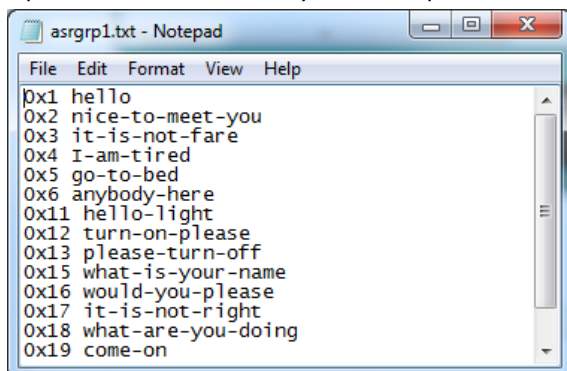 asrgrp1.txt - Notepad
File Edit Format View Help
0x1 hello
0x2 nice-to-meet-you
0x3 it-is-not-fare
0x4 I-am-tired
0x5 go-to-bed
0x6 anybody-here
0x11 hello-light
0x12 turn-on-please
0x13 please-turn-off
0x15 what-is-your-name
0x16 would-you-please
0x17 it-is-not-right
0x18 what-are-you-doing
0x19 come-on